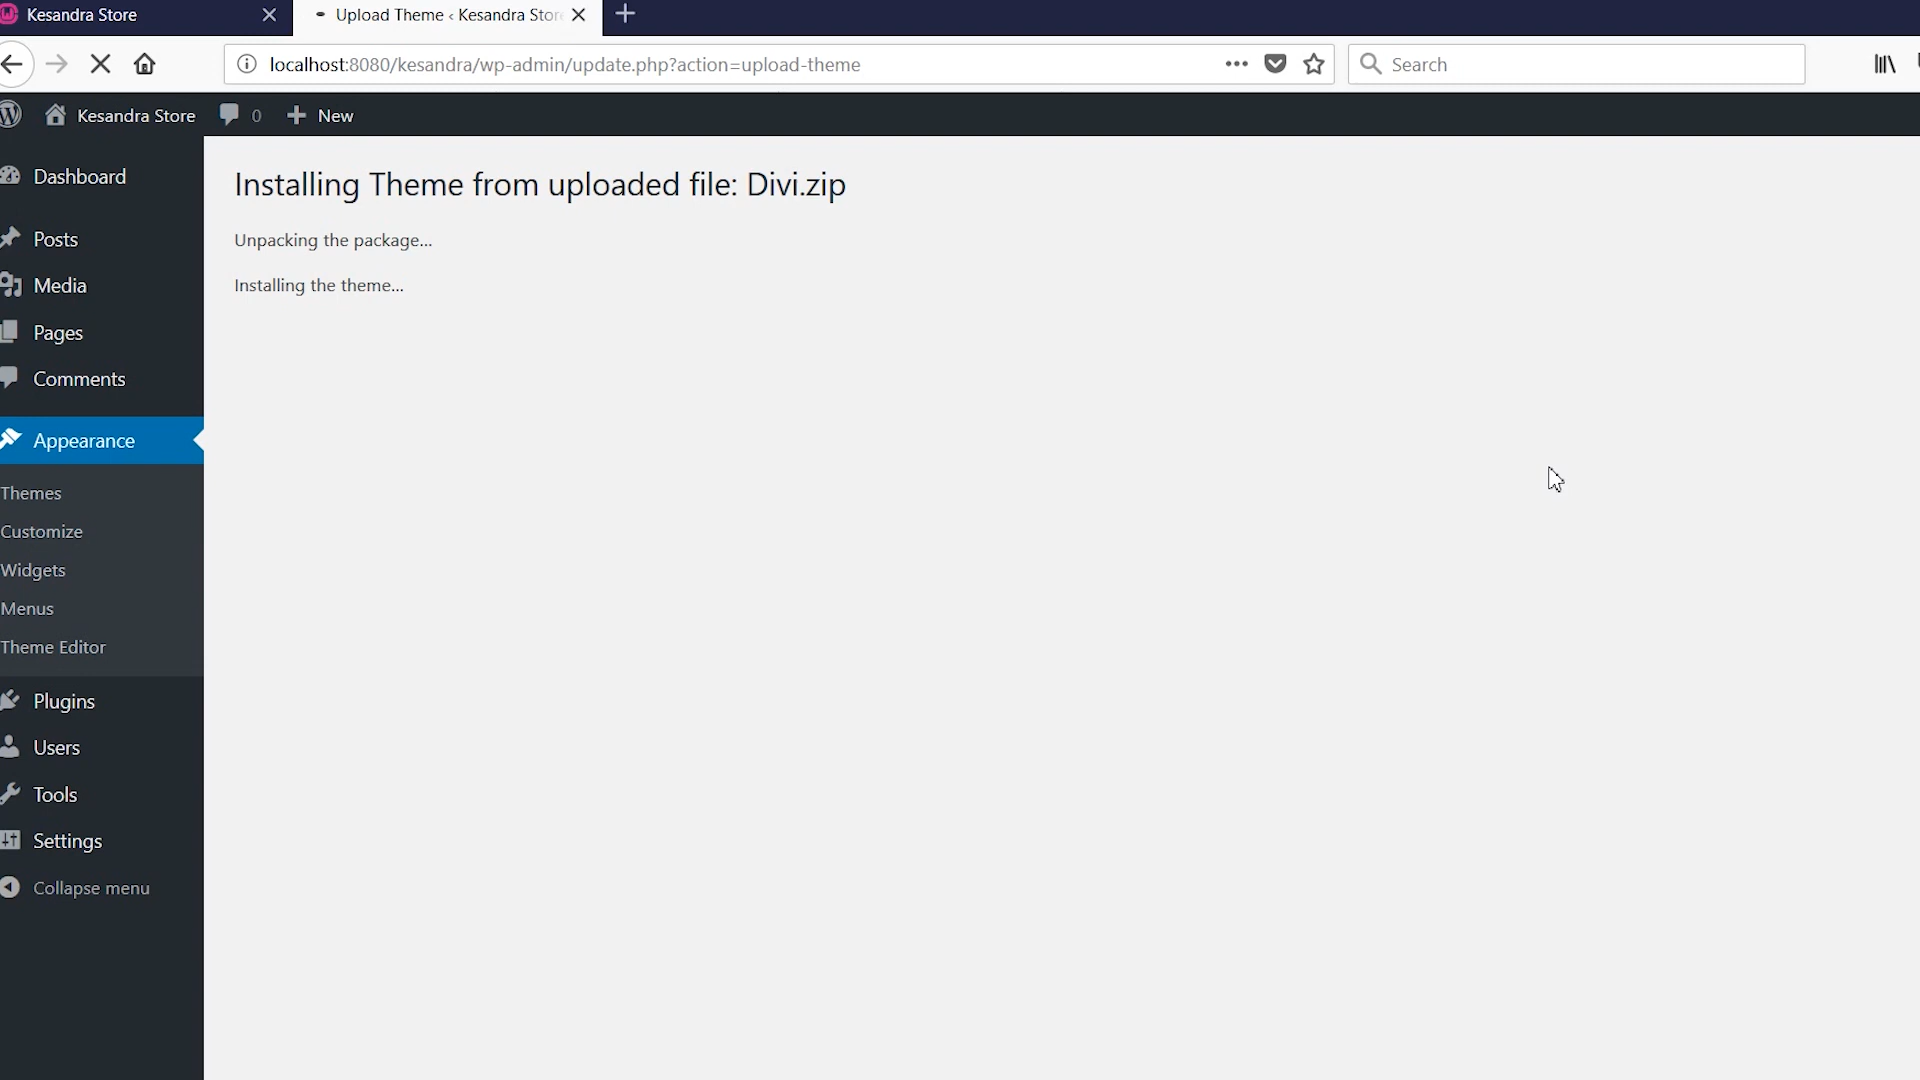 Kesandra Store
Upload Theme ‹ Kesandra Stor
localhost:8080/kesandra/wp-admin/update.php?action=upload-theme
Search
Kesandra Store
0
New
Dashboard
Posts
Media
Pages
Comments
Appearance
Themes
Customize
Widgets
Menus
Theme Editor
Plugins
Users
Tools
Settings
Collapse menu
Installing Theme from uploaded file: Divi.zip
Unpacking the package...
Installing the theme...